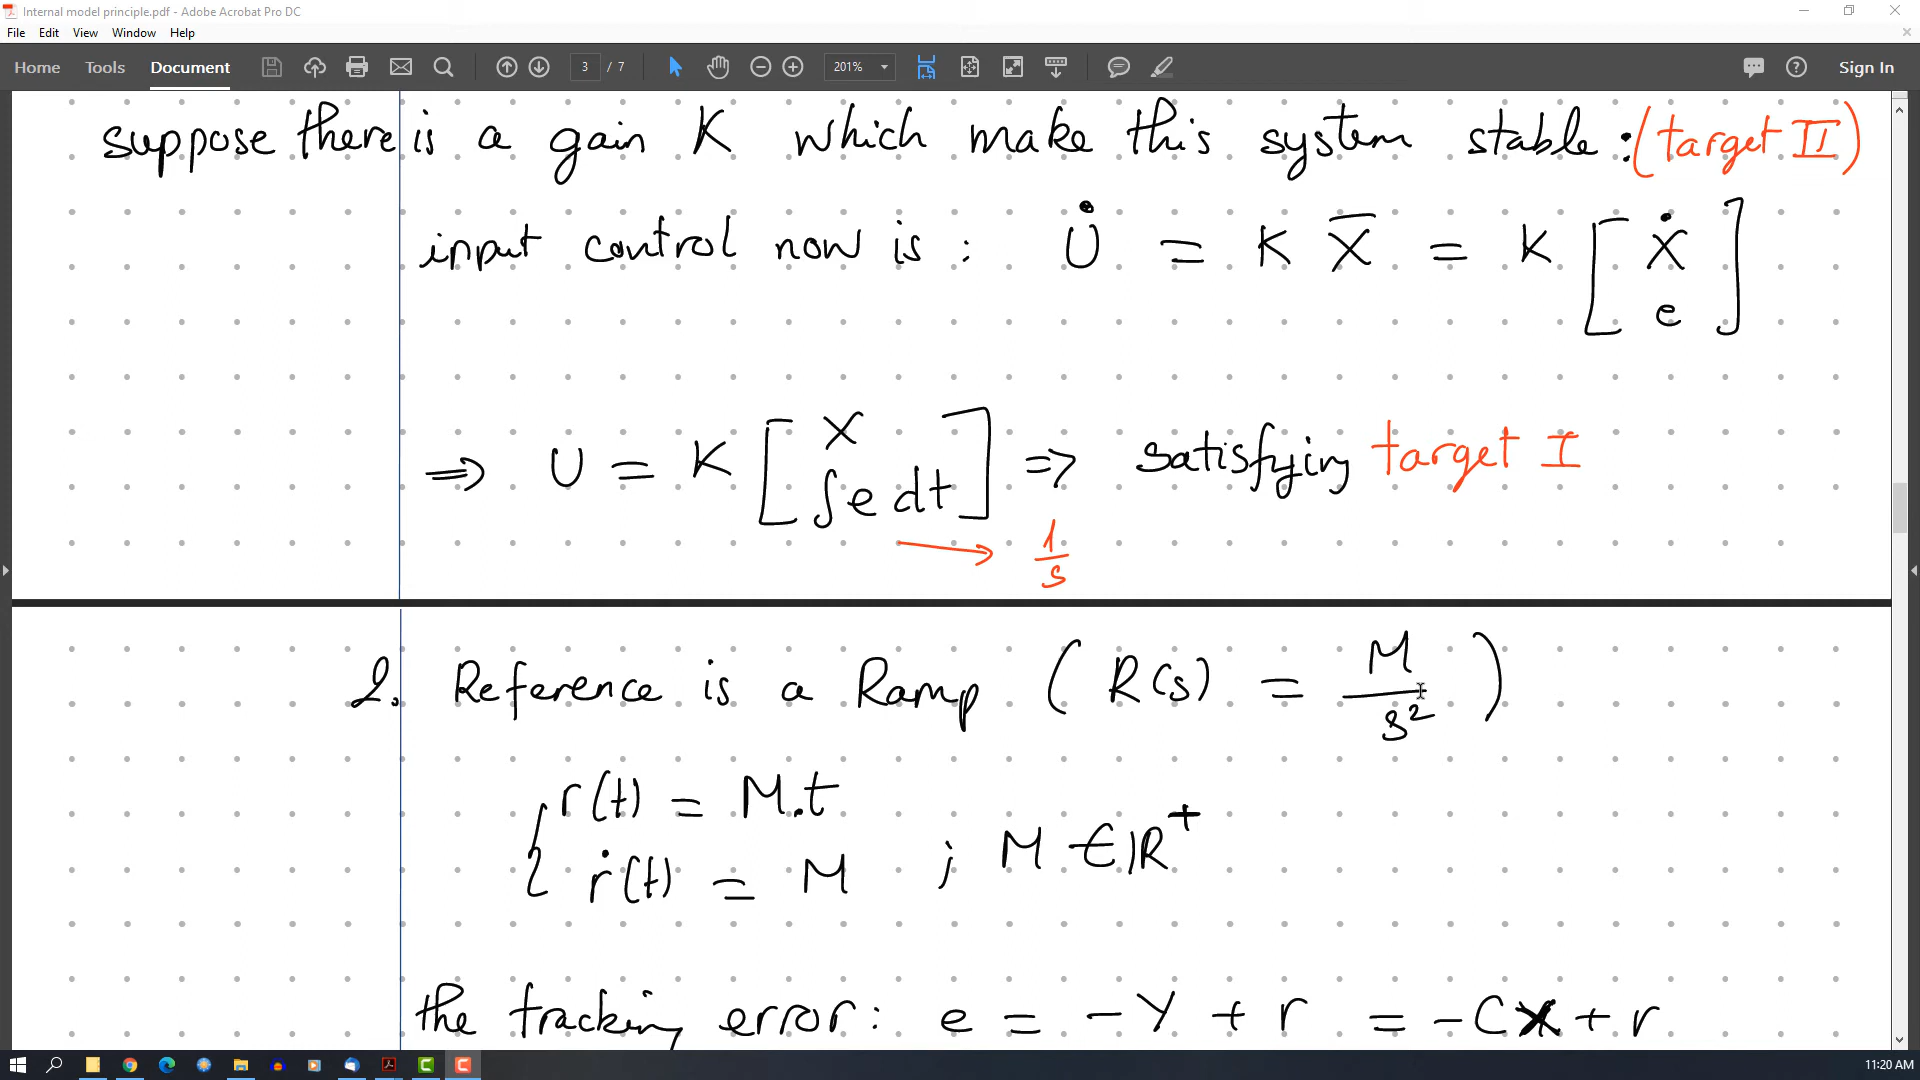 Internal model principle.pdf - Adobe Acrobat Pro DC
File Edit View Window Help
Home Tools Document 3 / 7 201% Sign In
suppose there is a gain K which make this system stable : (target II)
input control now is : U̇ = K X̄ = K [ Ẋ
e ]
⇒ U = K [ X
∫ e dt ] ⇒ satisfying target I
→ 1/s
2. Reference is a Ramp ( R(s) = M/s² )
{ r(t) = M.t
ṙ(t) = M ; M ∈ ℝ⁺
the tracking error : e = - Y + r = - CX + r
11:20 AM